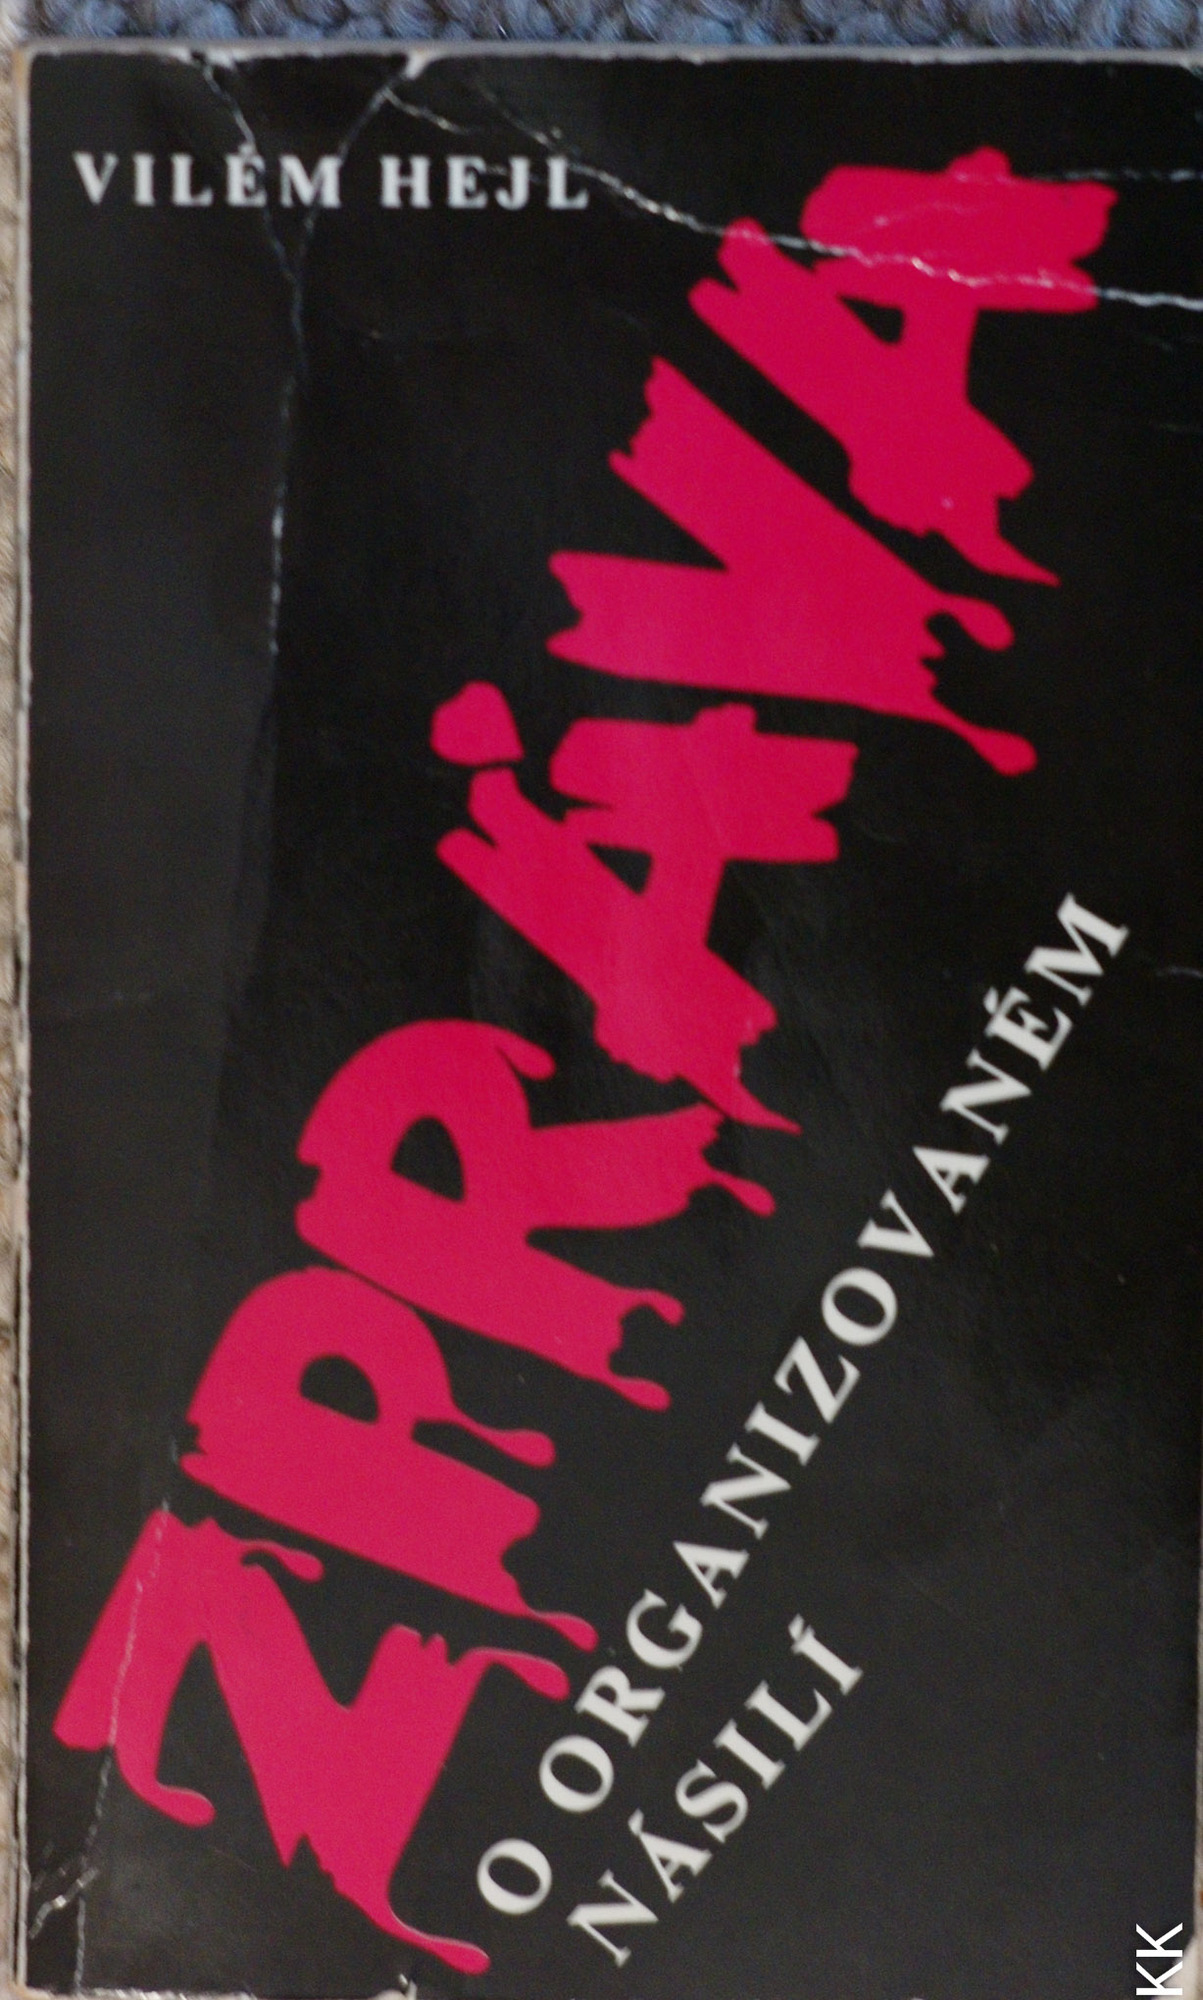 VILÉM HEJL
ZPRÁVA
O ORGANIZOVANÉM
NÁSILÍ
KK